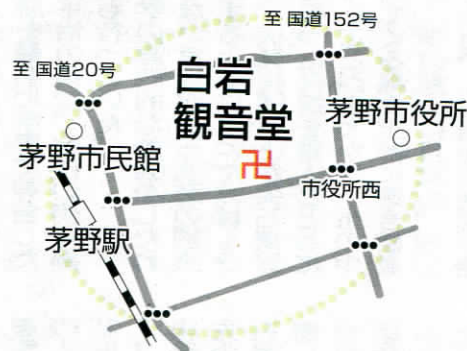 至 国道152号
至 国道20号
白岩
観音堂
茅野市役所
茅野市民館
卍
市役所西
茅野駅